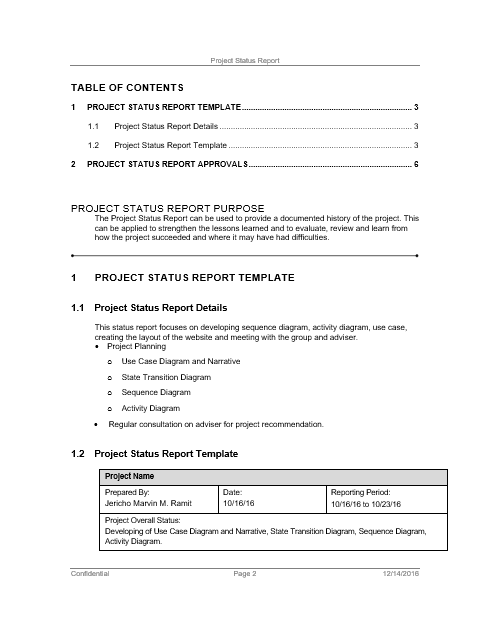 Project Status Report
TABLE OF CONTENTS
1 PROJECT STATUS REPORT TEMPLATE 3
1.1 Project Status Report Details 3
1.2 Project Status Report Template 3
2 PROJECT STATUS REPORT APPROVALS 6
PROJECT STATUS REPORT PURPOSE
The Project Status Report can be used to provide a documented history of the project. This
can be applied to strengthen the lessons learned and to evaluate, review and learn from
how the project succeeded and where it may have had difficulties.
1 PROJECT STATUS REPORT TEMPLATE
1.1 Project Status Report Details
This status report focuses on developing sequence diagram, activity diagram, use case,
creating the layout of the website and meeting with the group and adviser.
• Project Planning
o Use Case Diagram and Narrative
o State Transition Diagram
o Sequence Diagram
o Activity Diagram
• Regular consultation on adviser for project recommendation.
1.2 Project Status Report Template
Project Name
Prepared By: Date: Reporting Period:
Jericho Marvin M. Ramit 10/16/16 10/16/16 to 10/23/16
Project Overall Status:
Developing of Use Case Diagram and Narrative, State Transition Diagram, Sequence Diagram,
Activity Diagram.
Confidential Page 2 12/14/2016